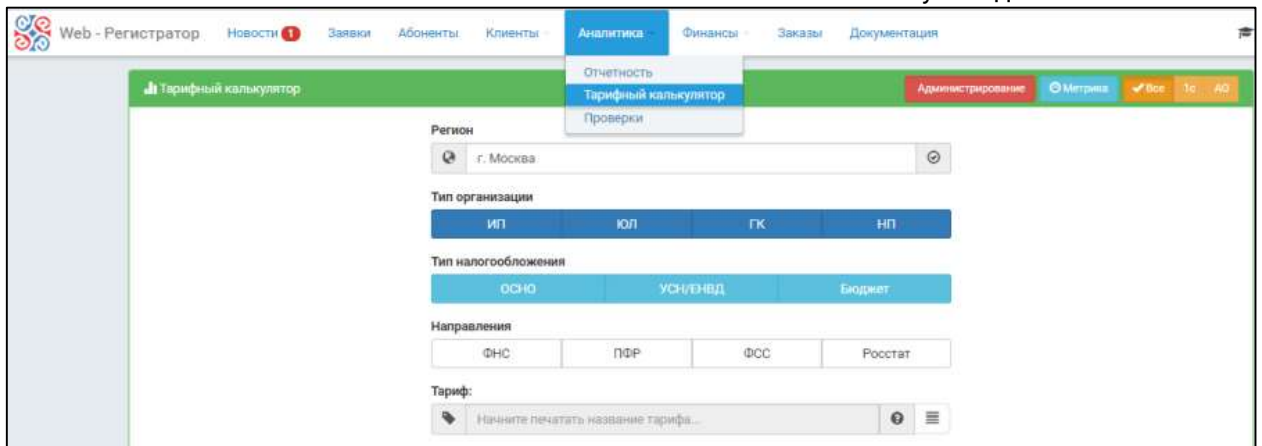 Web - Регистратор Новости 1 Заявки Абоненты Клиенты Аналитика Финансы Заказы Документация
Отчетность
Тарифный калькулятор
Проверки
Тарифный калькулятор Администрирование Метрика Все 1с АО
Регион
г. Москва
Тип организации
ИП ЮЛ ГК НП
Тип налогообложения
ОСНО УСН/ЕНВД Бюджет
Направления
ФНС ПФР ФСС Росстат
Тариф:
Начните печатать название тарифа...